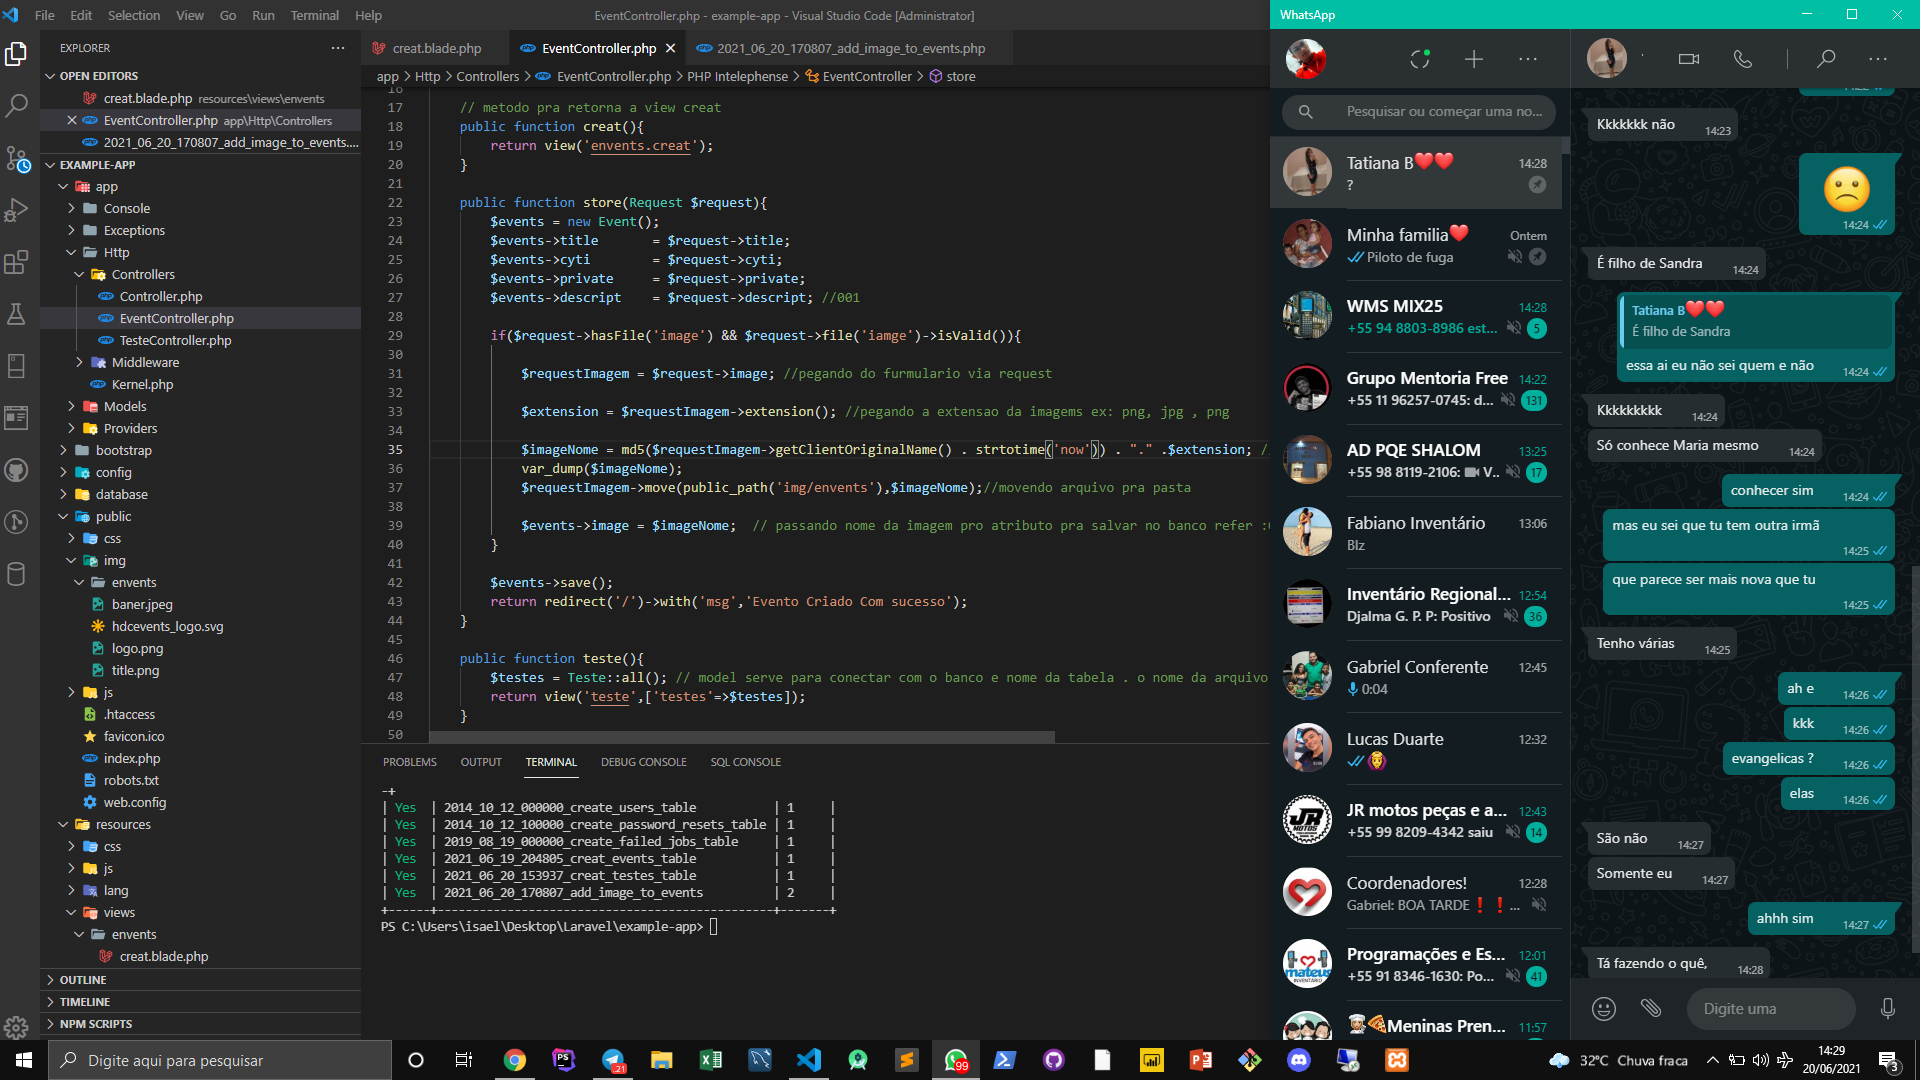 File Edit Selection View Go Run Terminal Help
EventController.php - example-app - Visual Studio Code [Administrator]
EXPLORER
OPEN EDITORS
creat.blade.php resources\views\envents
EventController.php app\Http\Controllers
2021_06_20_170807_add_image_to_events....
EXAMPLE-APP
app
Console
Exceptions
Http
Controllers
Controller.php
EventController.php
TesteController.php
Middleware
Kernel.php
Models
Providers
bootstrap
config
database
public
css
img
envents
baner.jpeg
hdcevents_logo.svg
logo.png
title.png
js
.htaccess
favicon.ico
index.php
robots.txt
web.config
resources
css
js
lang
views
envents
creat.blade.php
OUTLINE
TIMELINE
NPM SCRIPTS
creat.blade.php
EventController.php
2021_06_20_170807_add_image_to_events.php
app > Http > Controllers > EventController.php > PHP Intelephense > EventController > store
16
17 // metodo pra retorna a view creat
18 public function creat(){
19 return view('envents.creat');
20 }
21
22 public function store(Request $request){
23 $events = new Event();
24 $events->title = $request->title;
25 $events->cyti = $request->cyti;
26 $events->private = $request->private;
27 $events->descript = $request->descript; //001
28
29 if($request->hasFile('image') && $request->file('iamge')->isValid()){
30
31 $requestImagem = $request->image; //pegando do furmulario via request
32
33 $extension = $requestImagem->extension(); //pegando a extensao da imagems ex: png, jpg , png
34
35 $imageNome = md5($requestImagem->getClientOriginalName() . strtotime('now')) . "." .$extension; /
36 var_dump($imageNome);
37 $requestImagem->move(public_path('img/envents'),$imageNome);//movendo arquivo pra pasta
38
39 $events->image = $imageNome; // passando nome da imagem pro atributo pra salvar no banco refer :
40 }
41
42 $events->save();
43 return redirect('/')->with('msg','Evento Criado Com sucesso');
44 }
45
46 public function teste(){
47 $testes = Teste::all(); // model serve para conectar com o banco e nome da tabela . o nome da arquivo
48 return view('teste',['testes'=>$testes]);
49 }
50
PROBLEMS OUTPUT TERMINAL DEBUG CONSOLE SQL CONSOLE
-+
| Yes | 2014_10_12_000000_create_users_table | 1 |
| Yes | 2014_10_12_100000_create_password_resets_table | 1 |
| Yes | 2019_08_19_000000_create_failed_jobs_table | 1 |
| Yes | 2021_06_19_204805_creat_events_table | 1 |
| Yes | 2021_06_20_153937_creat_testes_table | 1 |
| Yes | 2021_06_20_170807_add_image_to_events | 2 |
+------+------------------------------------------------+-------+
PS C:\Users\isael\Desktop\Laravel\example-app>
WhatsApp
Pesquisar ou começar uma no...
Tatiana B❤️❤️ 14:28
?
Minha familia❤️ Ontem
Piloto de fuga
WMS MIX25 14:28
+55 94 8803-8986 est... 5
Grupo Mentoria Free 14:22
+55 11 96257-0745: d... 131
AD PQE SHALOM 13:25
+55 98 8119-2106: V.. 17
Fabiano Inventário 13:06
Blz
Inventário Regional... 12:54
Djalma G. P. P: Positivo 36
Gabriel Conferente 12:45
0:04
Lucas Duarte 12:32
JR motos peças e a... 12:43
+55 99 8209-4342 saiu 14
Coordenadores! 12:28
Gabriel: BOA TARDE❗❗...
Programações e Es... 12:01
+55 91 8346-1630: Po... 41
Meninas Pren... 11:57
Kkkkkkk não 14:23
14:24
É filho de Sandra 14:24
Tatiana B❤️❤️
É filho de Sandra
essa ai eu não sei quem e não 14:24
Kkkkkkkkk 14:24
Só conhece Maria mesmo 14:24
conhecer sim 14:24
mas eu sei que tu tem outra irmã
14:25
que parece ser mais nova que tu
14:25
Tenho várias 14:25
ah e 14:26
kkk 14:26
evangelicas ? 14:26
elas 14:26
São não 14:27
Somente eu 14:27
ahhh sim 14:27
Tá fazendo o quê, 14:28
Digite uma
Digite aqui para pesquisar
21
99
32°C Chuva fraca
14:29
20/06/2021
3